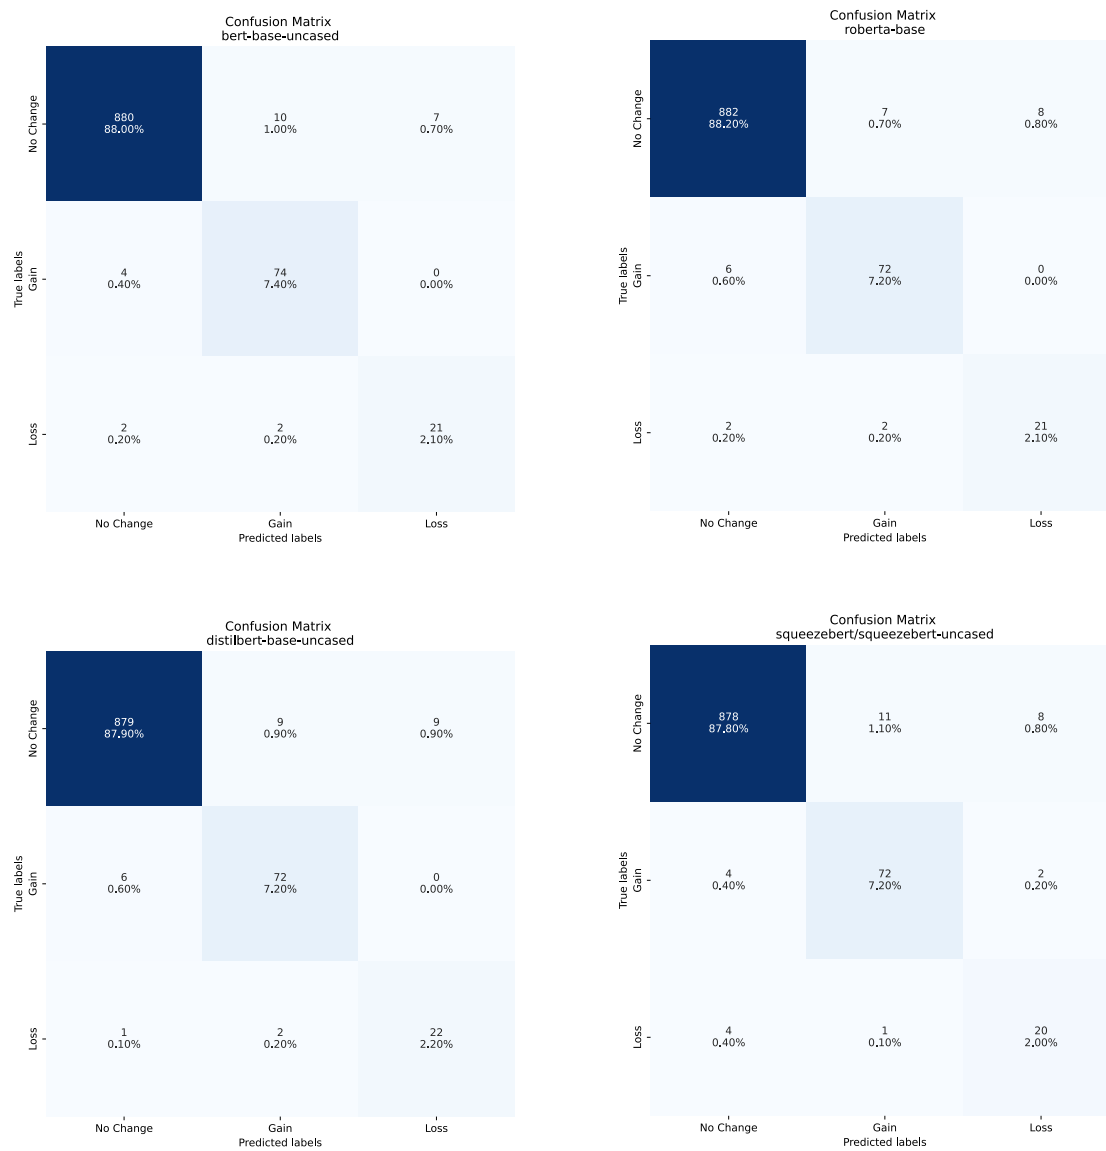 Confusion Matrix
bert-base-uncased
No Change
880
88.00%
10
1.00%
7
0.70%
True labels
Gain
4
0.40%
74
7.40%
0
0.00%
Loss
2
0.20%
2
0.20%
21
2.10%
No Change
Gain
Loss
Predicted labels
Confusion Matrix
roberta-base
No Change
882
88.20%
7
0.70%
8
0.80%
True labels
Gain
6
0.60%
72
7.20%
0
0.00%
Loss
2
0.20%
2
0.20%
21
2.10%
No Change
Gain
Loss
Predicted labels
Confusion Matrix
distilbert-base-uncased
No Change
879
87.90%
9
0.90%
9
0.90%
True labels
Gain
6
0.60%
72
7.20%
0
0.00%
Loss
1
0.10%
2
0.20%
22
2.20%
No Change
Gain
Loss
Predicted labels
Confusion Matrix
squeezebert/squeezebert-uncased
No Change
878
87.80%
11
1.10%
8
0.80%
True labels
Gain
4
0.40%
72
7.20%
2
0.20%
Loss
4
0.40%
1
0.10%
20
2.00%
No Change
Gain
Loss
Predicted labels